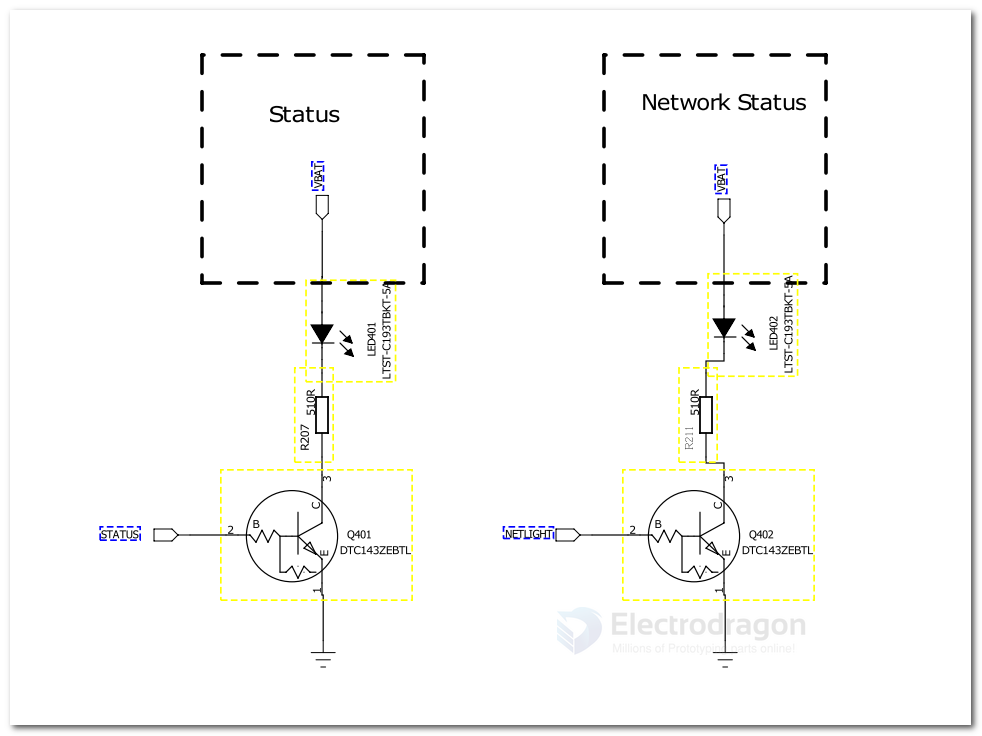 Status
VBAT
LED401
LTST-C193TBKT-5A
510R
R207
3
C
STATUS
2
B
Q401
DTC143ZEBTL
E
1
Network Status
VBAT
LED402
LTST-C193TBKT-5A
510R
R211
3
C
NETLIGHT
2
B
Q402
DTC143ZEBTL
E
1
Electrodragon
Millions of Prototyping parts online!